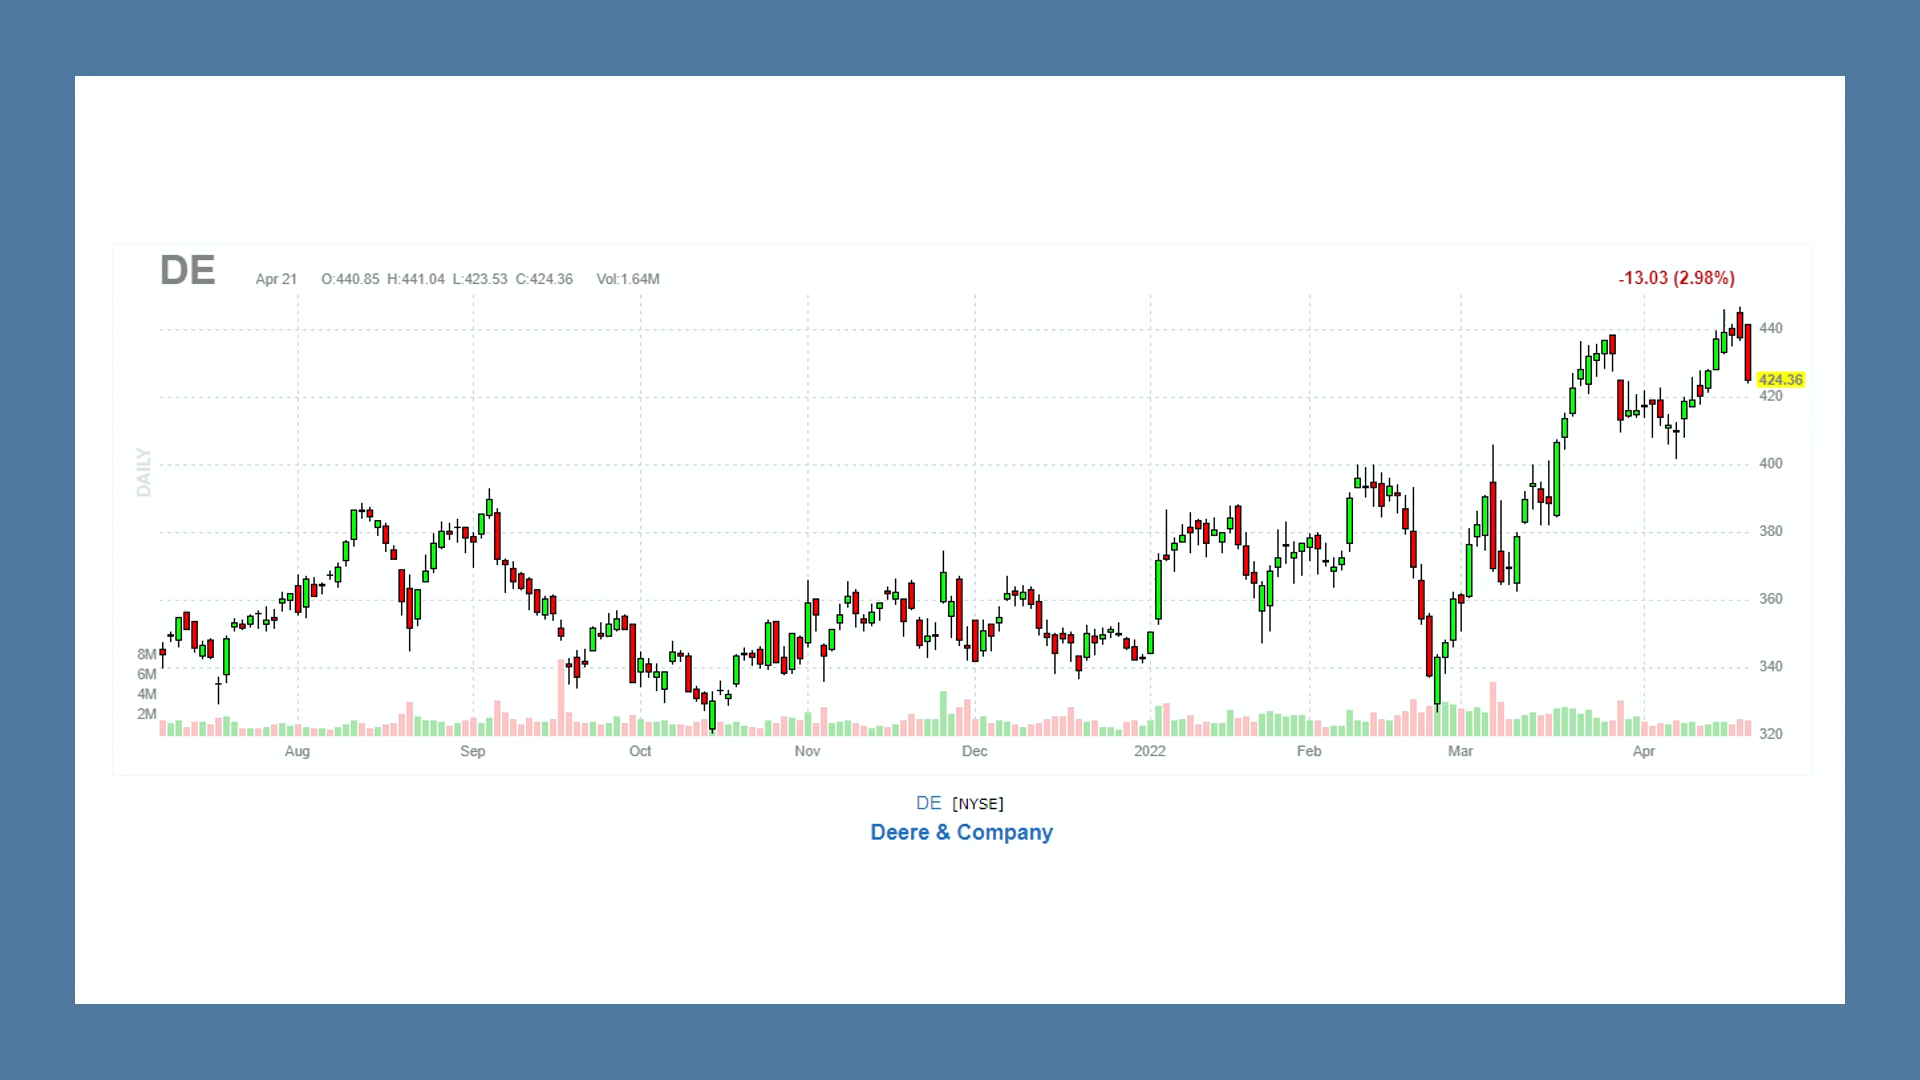 DE Apr 21 O:440.85 H:441.04 L:423.53 C:424.36 Vol:1.64M -13.03 (2.98%)
440
424.36
420
400
DAILY
380
360
8M
6M
340
4M
2M
320
Aug Sep Oct Nov Dec 2022 Feb Mar Apr
DE [NYSE]
Deere & Company